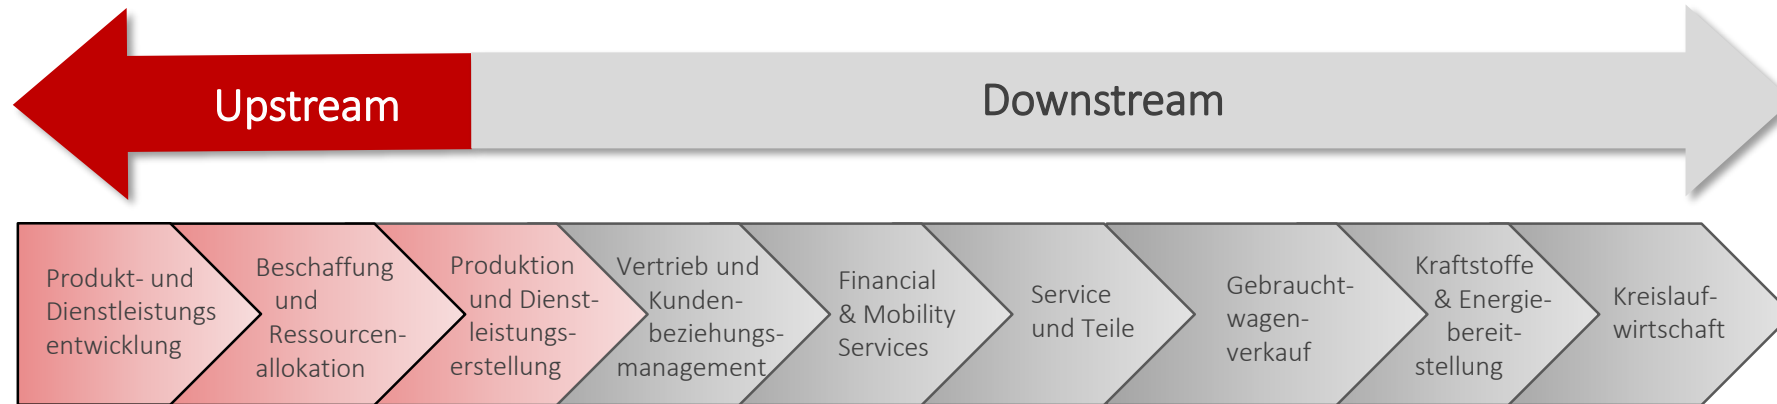 Upstream
Downstream
Produkt- und
Dienstleistungs
entwicklung
Beschaffung
und
Ressourcen-
allokation
Produktion
und Dienst-
leistungs-
erstellung
Vertrieb und
Kunden-
beziehungs-
management
Financial
& Mobility
Services
Service
und Teile
Gebraucht-
wagen-
verkauf
Kraftstoffe
& Energie-
bereit-
stellung
Kreislauf-
wirtschaft